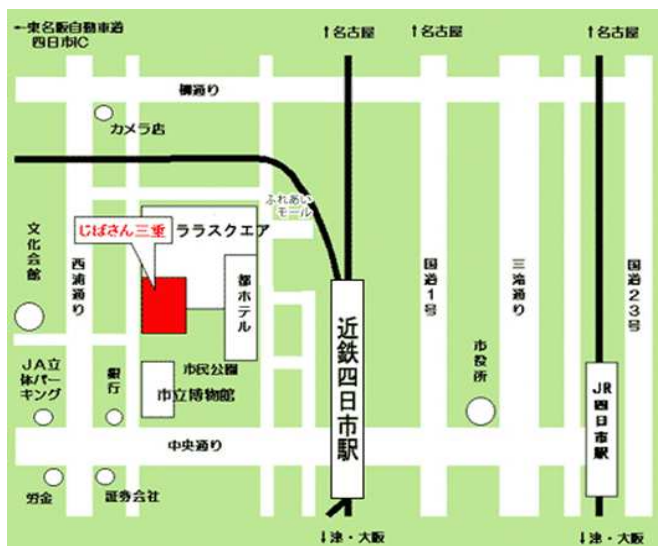 ←東名阪自動車道
四日市IC
↑名古屋
↑名古屋
↑名古屋
柳通り
カメラ店
ふれあい
モール
じばさん三重
ララスクエア
文化会館
西浦通り
都ホテル
近鉄四日市駅
国道1号
三滝通り
国道23号
市役所
JA立
体パー
キング
銀行
市民公園
市立博物館
JR四日市駅
中央通り
労金
証券会社
↓津・大阪
↓津・大阪